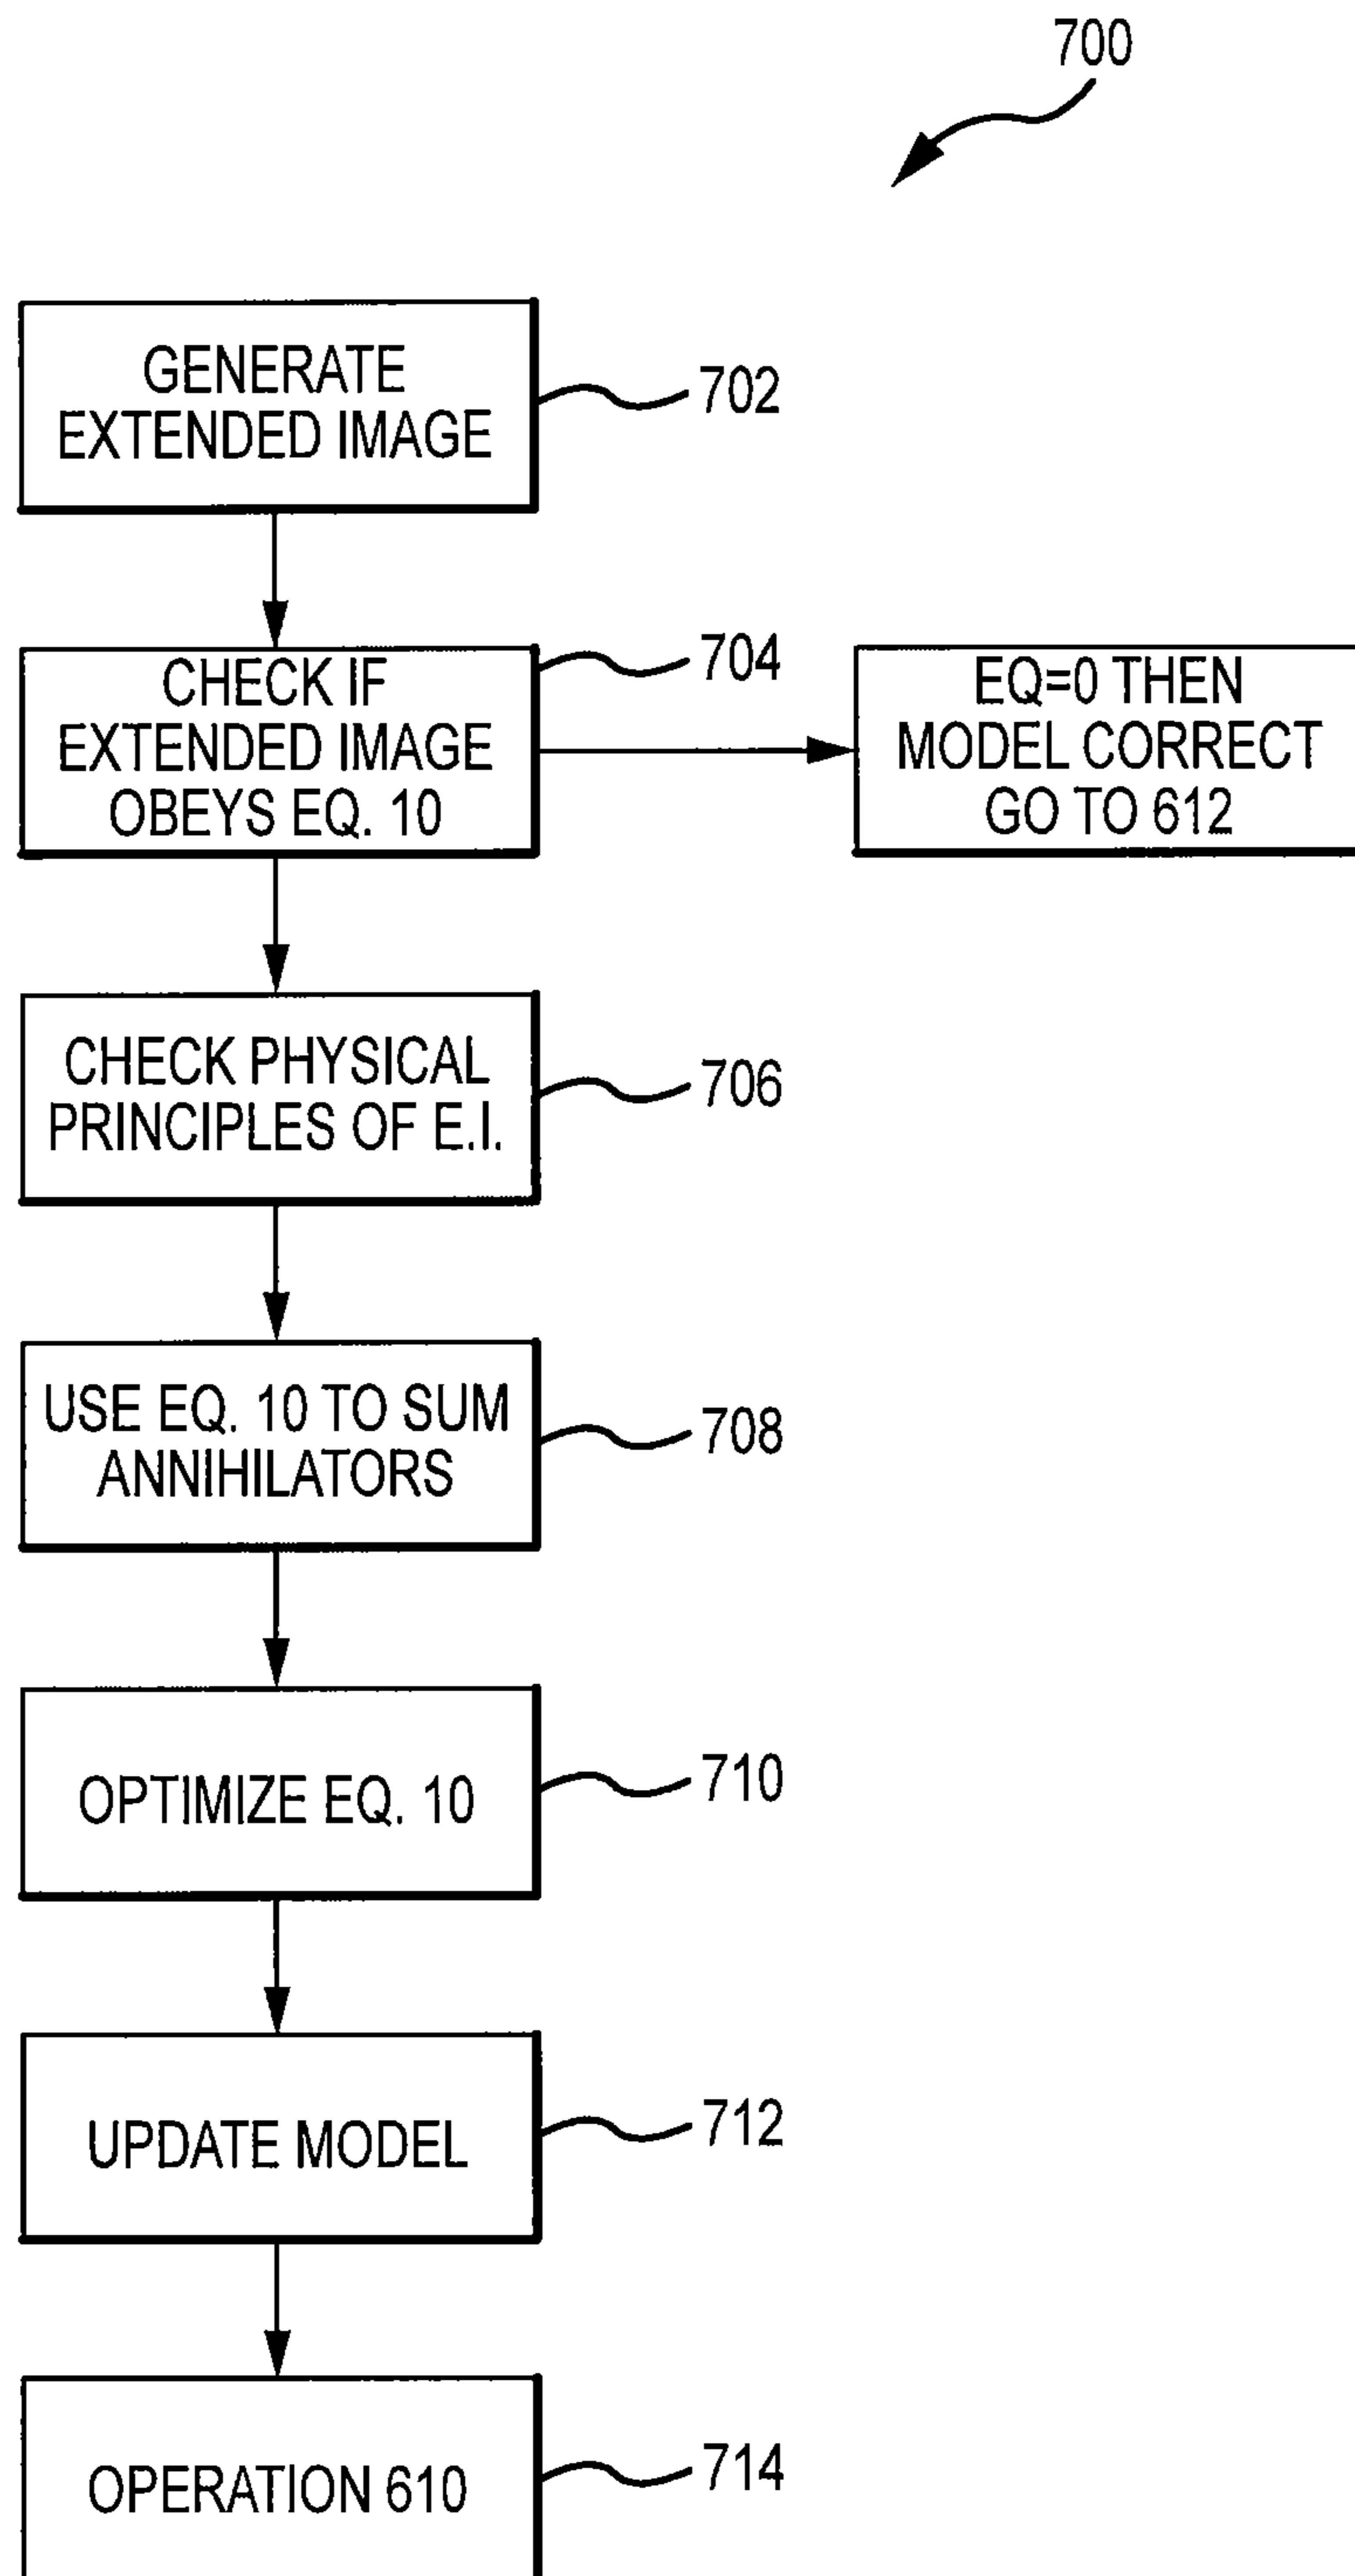 700
GENERATE
EXTENDED IMAGE
702
CHECK IF
EXTENDED IMAGE
OBEYS EQ. 10
704
EQ=0 THEN
MODEL CORRECT
GO TO 612
CHECK PHYSICAL
PRINCIPLES OF E.I.
706
USE EQ. 10 TO SUM
ANNIHILATORS
708
OPTIMIZE EQ. 10
710
UPDATE MODEL
712
OPERATION 610
714